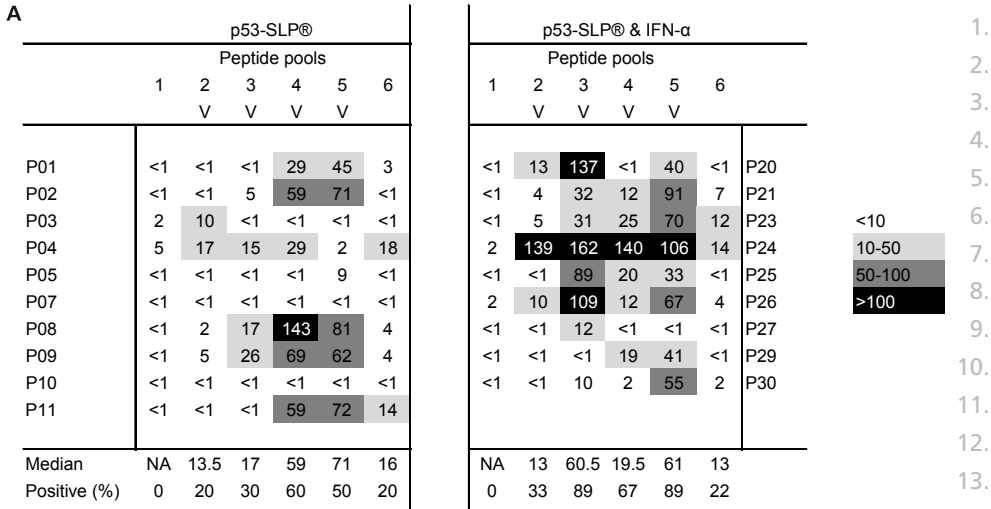 A
p53-SLP® p53-SLP® & IFN-α
Peptide pools Peptide pools
1 2 3 4 5 6 1 2 3 4 5 6
V V V V V V V V
P01 <1 <1 <1 29 45 3 <1 13 137 <1 40 <1 P20
P02 <1 <1 5 59 71 <1 <1 4 32 12 91 7 P21
P03 2 10 <1 <1 <1 <1 <1 5 31 25 70 12 P23 <10
P04 5 17 15 29 2 18 2 139 162 140 106 14 P24 10-50
P05 <1 <1 <1 <1 9 <1 <1 <1 89 20 33 <1 P25 50-100
P07 <1 <1 <1 <1 <1 <1 2 10 109 12 67 4 P26 >100
P08 <1 2 17 143 81 4 <1 <1 12 <1 <1 <1 P27
P09 <1 5 26 69 62 4 <1 <1 <1 19 41 <1 P29
P10 <1 <1 <1 <1 <1 <1 <1 <1 10 2 55 2 P30
P11 <1 <1 <1 59 72 14
Median NA 13.5 17 59 71 16 NA 13 60.5 19.5 61 13
Positive (%) 0 20 30 60 50 20 0 33 89 67 89 22
1.
2.
3.
4.
5.
6.
7.
8.
9.
10.
11.
12.
13.